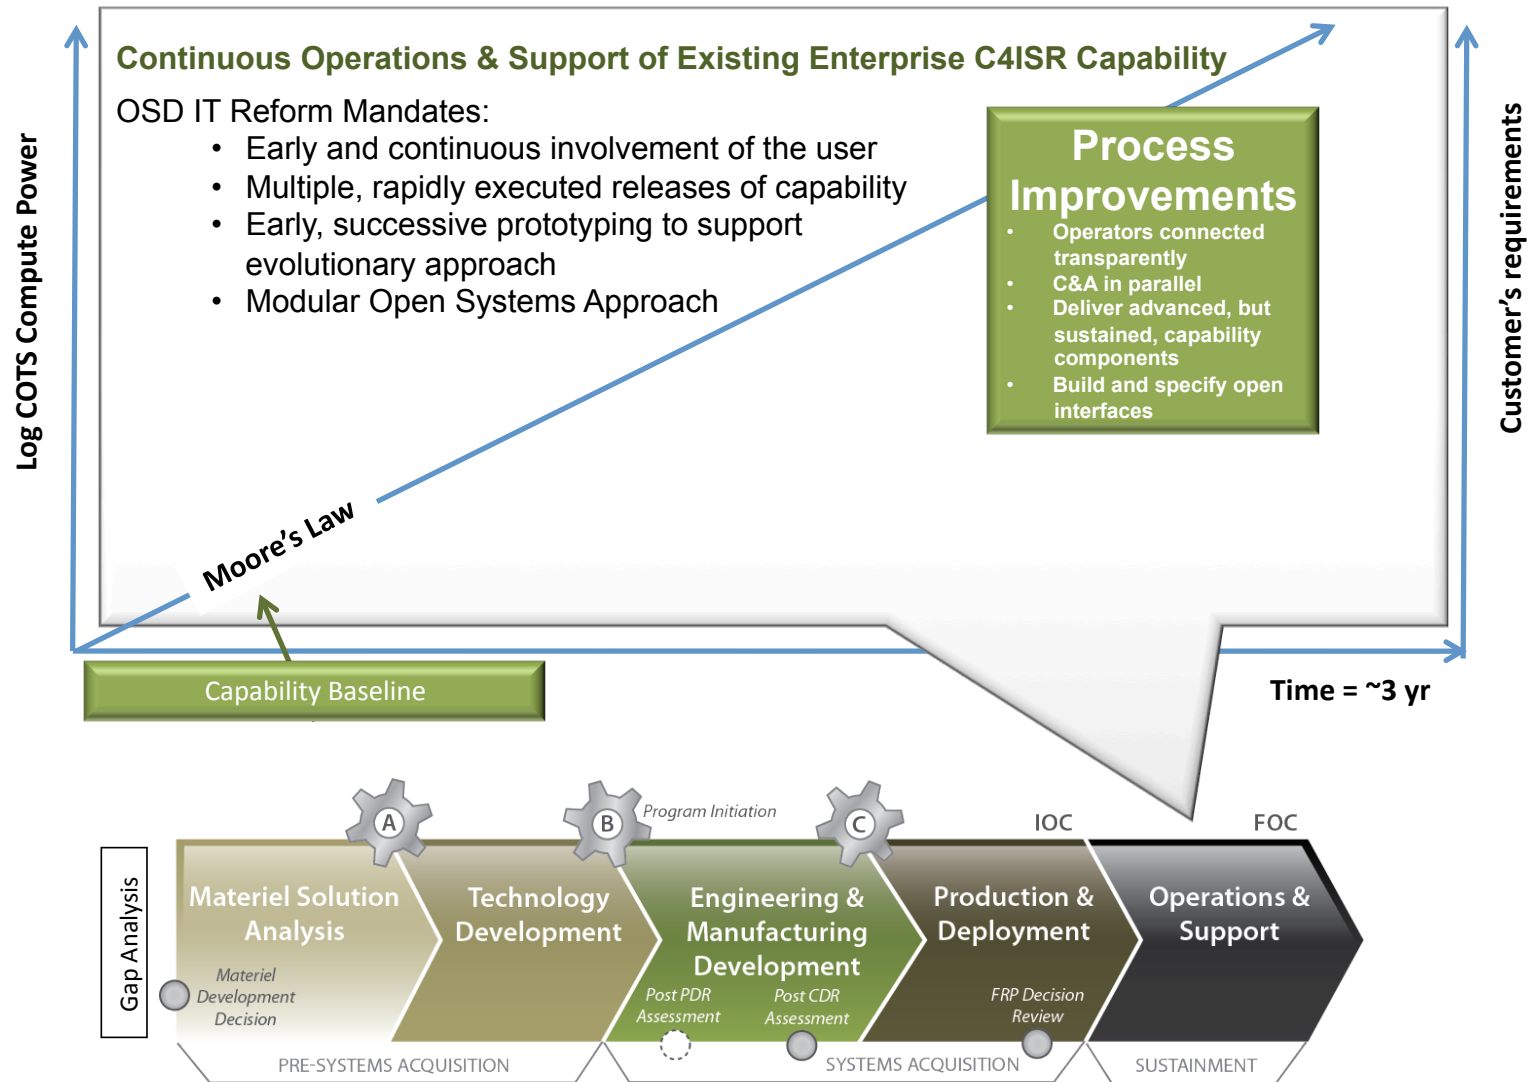 Continuous Operations & Support of Existing Enterprise C4ISR Capability
OSD IT Reform Mandates:
• Early and continuous involvement of the user
• Multiple, rapidly executed releases of capability
• Early, successive prototyping to support
evolutionary approach
• Modular Open Systems Approach
Process
Improvements
• Operators connected
transparently
• C&A in parallel
• Deliver advanced, but
sustained, capability
components
• Build and specify open
interfaces
Log COTS Compute Power
Customer's requirements
Moore's Law
Capability Baseline
Time = ~3 yr
A
B
Program Initiation
C
IOC
FOC
Gap Analysis
Materiel Solution
Analysis
Technology
Development
Engineering &
Manufacturing
Development
Production &
Deployment
Operations &
Support
Materiel
Development
Decision
Post PDR
Assessment
Post CDR
Assessment
FRP Decision
Review
PRE-SYSTEMS ACQUISITION
SYSTEMS ACQUISITION
SUSTAINMENT